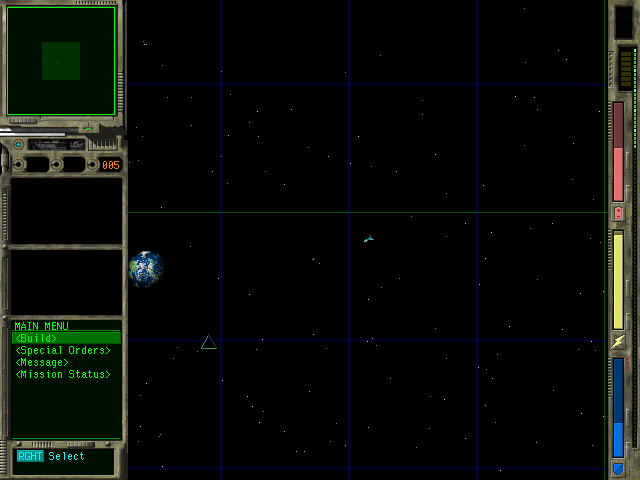 005
MAIN MENU
<Build>
<Special Orders>
<Message>
<Mission Status>
RGHT Select